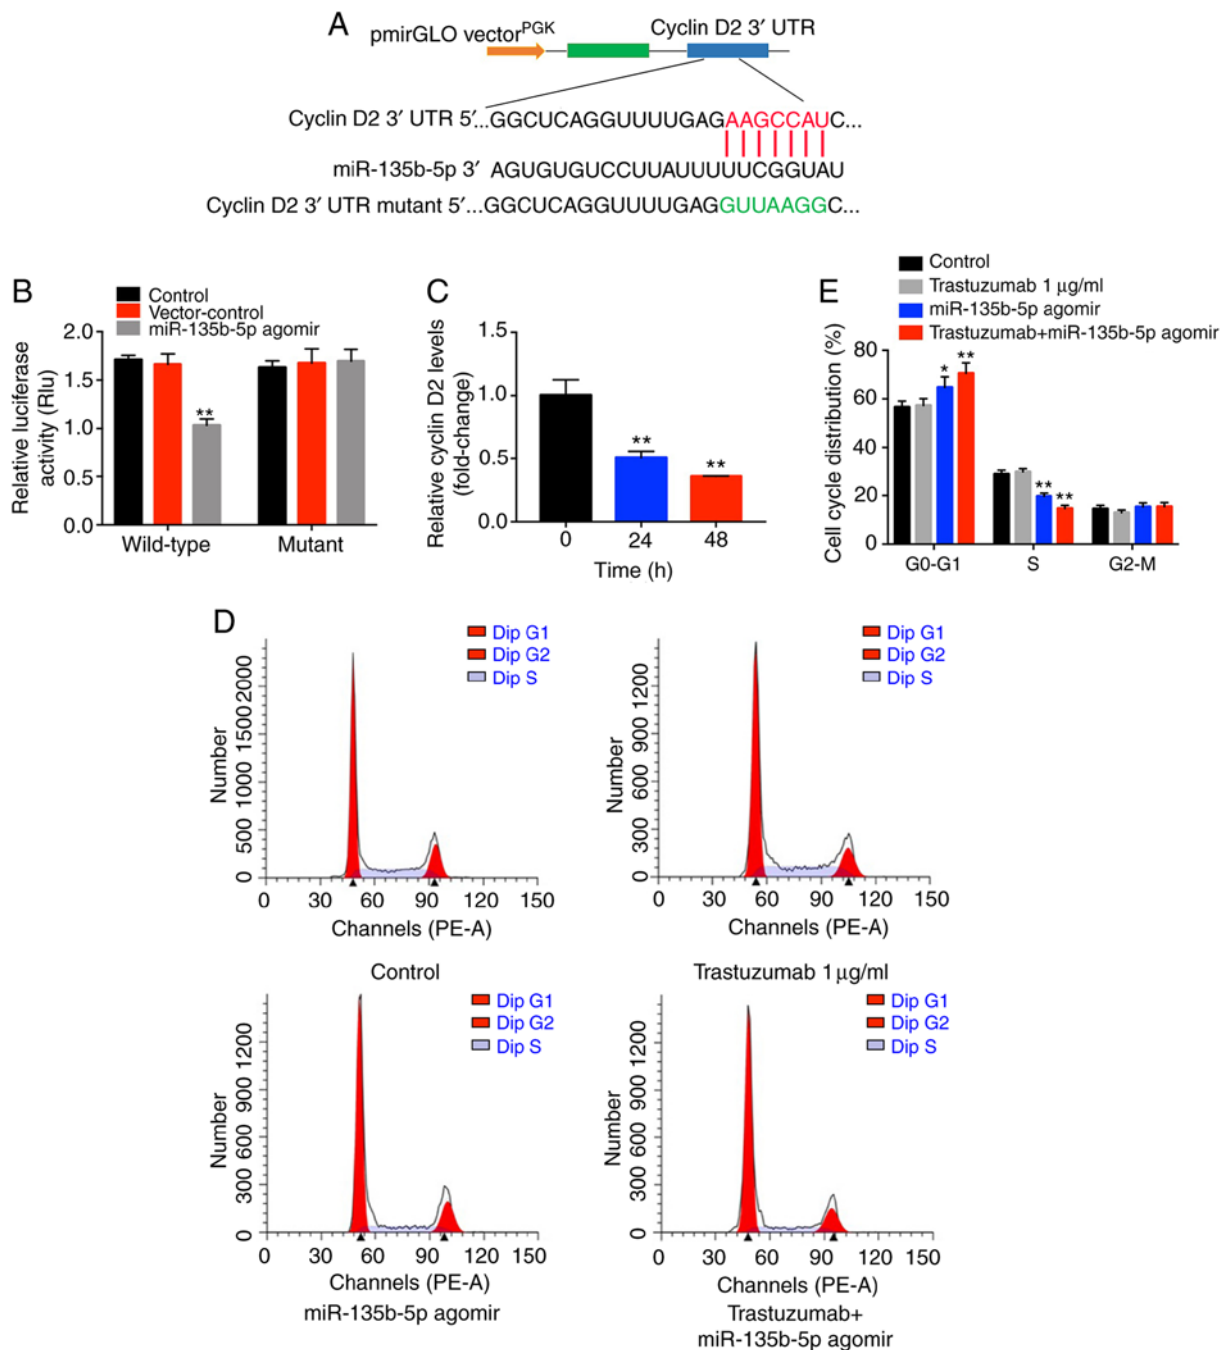 A
pmirGLO vector PGK
Cyclin D2 3′ UTR
Cyclin D2 3′ UTR 5′...GGCUCAGGUUUUGAGAAGCCAUC...
miR-135b-5p 3′ AGUGUGUCCUUAUUUUUCGGUAU
Cyclin D2 3′ UTR mutant 5′...GGCUCAGGUUUUGAGGUUAAGGC...
B
Control
Vector-control
miR-135b-5p agomir
Relative luciferase
activity (Rlu)
2.0
1.5
1.0
0.5
0.0
**
Wild-type
Mutant
C
Relative cyclin D2 levels
(fold-change)
1.5
1.0
0.5
0.0
**
**
0
24
48
Time (h)
E
Control
Trastuzumab 1 µg/ml
miR-135b-5p agomir
Trastuzumab+miR-135b-5p agomir
Cell cycle distribution (%)
80
60
40
20
0
*
**
**
**
G0-G1
S
G2-M
D
Dip G1
Dip G2
Dip S
Number
0 500 1000 1500 2000
0 30 60 90 120 150
Channels (PE-A)
Control
Dip G1
Dip G2
Dip S
Number
0 300 600 900 1200
0 30 60 90 120 150
Channels (PE-A)
Trastuzumab 1 µg/ml
Dip G1
Dip G2
Dip S
Number
0 300 600 900 1200
0 30 60 90 120 150
Channels (PE-A)
miR-135b-5p agomir
Dip G1
Dip G2
Dip S
Number
0 300 600 900 1200
0 30 60 90 120 150
Channels (PE-A)
Trastuzumab+
miR-135b-5p agomir